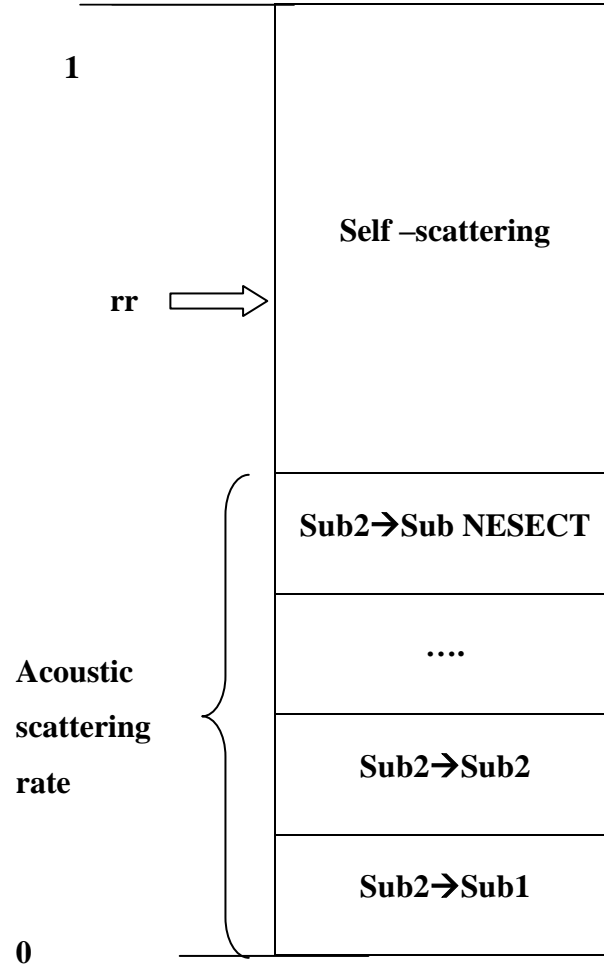 1
Self –scattering
rr
Sub2→Sub NESECT
....
Acoustic
scattering
rate
Sub2→Sub2
Sub2→Sub1
0